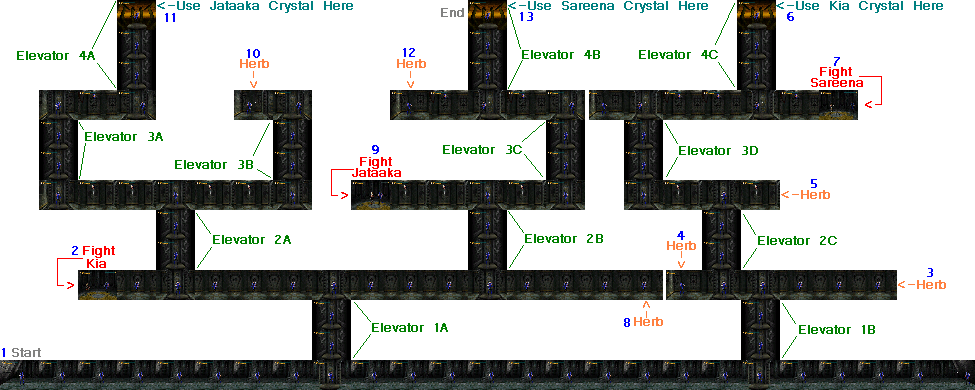 <-Use Jataaka Crystal Here
11
End
<-Use Sareena Crystal Here
13
<-Use Kia Crystal Here
6
Elevator 4A
10
Herb
12
Herb
Elevator 4B
Elevator 4C
7
Fight
Sareena
Elevator 3A
Elevator 3B
9
Fight
Jataaka
Elevator 3C
Elevator 3D
5
<-Herb
2 Fight
Kia
Elevator 2A
Elevator 2B
4
Herb
Elevator 2C
3
<-Herb
8 Herb
Elevator 1A
Elevator 1B
1 Start